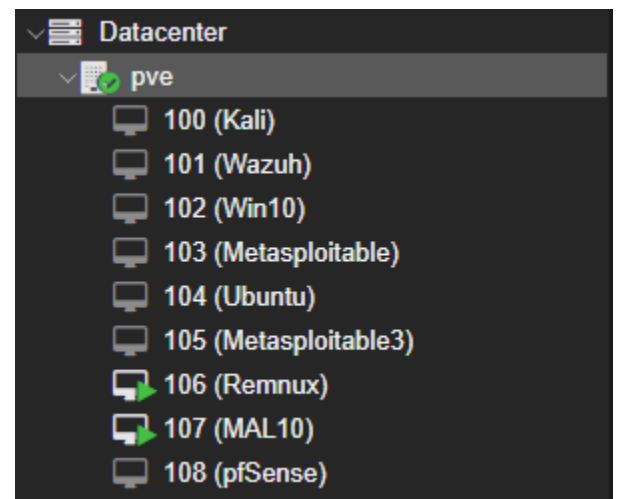 Datacenter
pve
100 (Kali)
101 (Wazuh)
102 (Win10)
103 (Metasploitable)
104 (Ubuntu)
105 (Metasploitable3)
106 (Remnux)
107 (MAL10)
108 (pfSense)